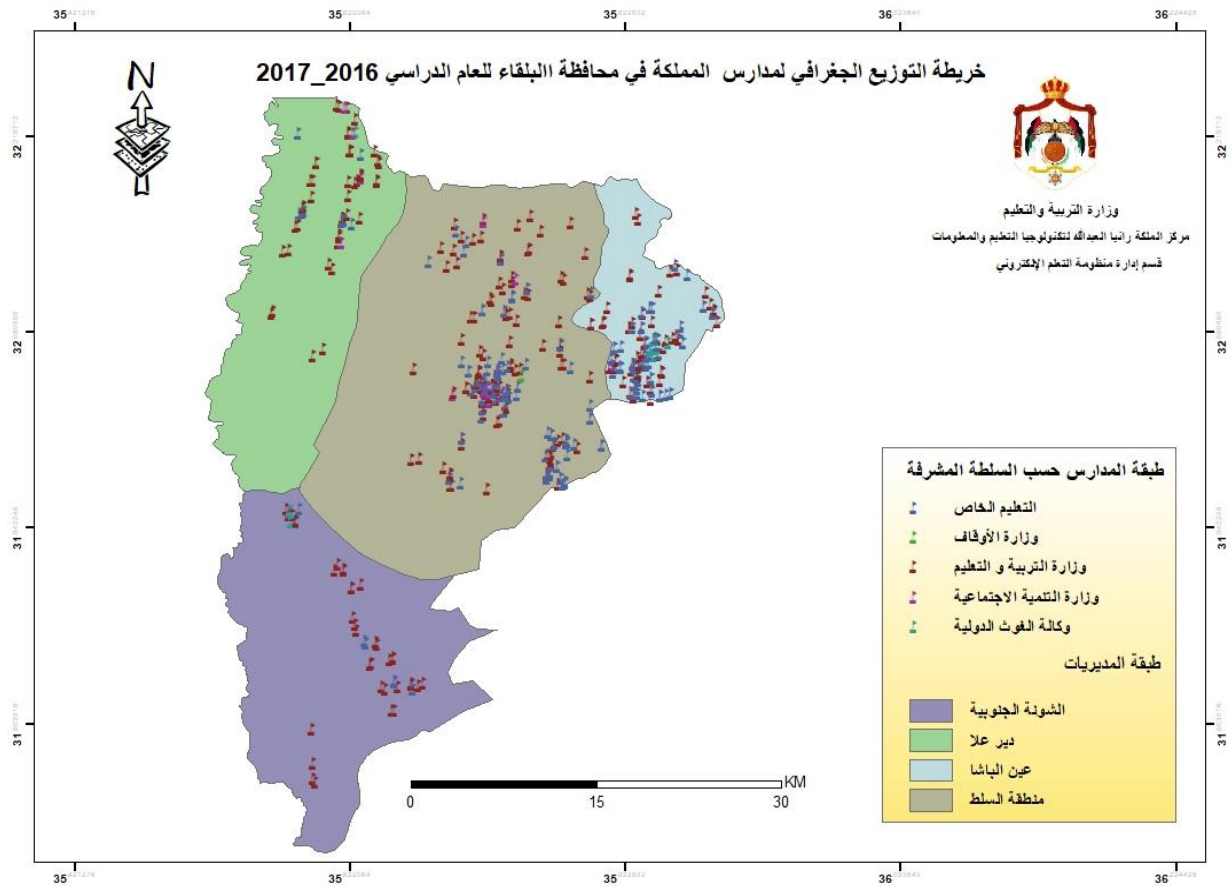 35 35 35 36 36
خريطة التوزيع الجغرافي لمدارس المملكة في محافظة االبلقاء للعام الدراسي 2016_2017
N
وزارة التربية والتعليم
مركز الملكة رانيا العبدالله لتكنولوجيا التعليم والمعلومات
قسم إدارة منظومة التعلم الإلكتروني
32 32
32 32
31 31
31 31
طبقة المدارس حسب السلطة المشرفة
التعليم الخاص
وزارة الأوقاف
وزارة التربية و التعليم
وزارة التنمية الاجتماعية
وكالة الغوث الدولية
طبقة المديريات
الشونة الجنوبية
دير علا
عين الباشا
منطقة السلط
KM
0 15 30
35 35 35 36 36